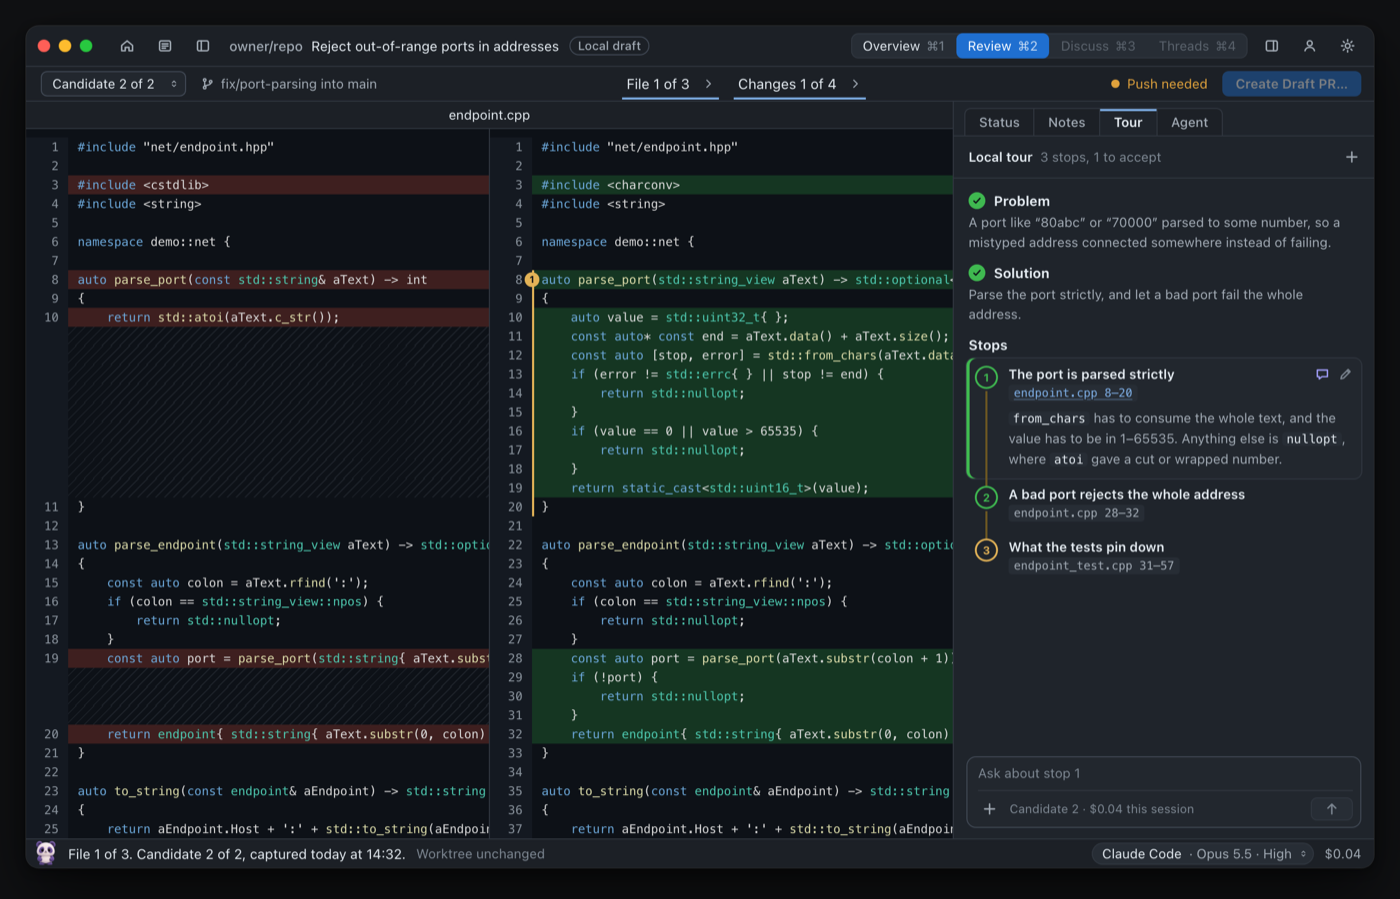 owner/repo Reject out-of-range ports in addresses Local draft
Overview ⌘1 Review ⌘2 Discuss ⌘3 Threads ⌘4
Candidate 2 of 2 fix/port-parsing into main
File 1 of 3 Changes 1 of 4
Push needed Create Draft PR...
endpoint.cpp
1 #include "net/endpoint.hpp"
2
3 #include <cstdlib>
4 #include <string>
5
6 namespace demo::net {
7
8 auto parse_port(const std::string& aText) -> int
9 {
10 return std::atoi(aText.c_str());
11 }
12
13 auto parse_endpoint(std::string_view aText) -> std::optic
14 {
15 const auto colon = aText.rfind(':');
16 if (colon == std::string_view::npos) {
17 return std::nullopt;
18 }
19 const auto port = parse_port(std::string{ aText.subst
20 return endpoint{ std::string{ aText.substr(0, colon)
21 }
22
23 auto to_string(const endpoint& aEndpoint) -> std::string
24 {
25 return aEndpoint.Host + ':' + std::to_string(aEndpoin
1 #include "net/endpoint.hpp"
2
3 #include <charconv>
4 #include <string>
5
6 namespace demo::net {
7
8 1 auto parse_port(std::string_view aText) -> std::optional<
9 {
10 auto value = std::uint32_t{ };
11 const auto* const end = aText.data() + aText.size();
12 const auto [stop, error] = std::from_chars(aText.data
13 if (error != std::errc{ } || stop != end) {
14 return std::nullopt;
15 }
16 if (value == 0 || value > 65535) {
17 return std::nullopt;
18 }
19 return static_cast<std::uint16_t>(value);
20 }
21
22 auto parse_endpoint(std::string_view aText) -> std::optic
23 {
24 const auto colon = aText.rfind(':');
25 if (colon == std::string_view::npos) {
26 return std::nullopt;
27 }
28 const auto port = parse_port(aText.substr(colon + 1))
29 if (!port) {
30 return std::nullopt;
31 }
32 return endpoint{ std::string{ aText.substr(0, colon)
33 }
34
35 auto to_string(const endpoint& aEndpoint) -> std::string
36 {
37 return aEndpoint.Host + ':' + std::to_string(aEndpoin
Status Notes Tour Agent
Local tour 3 stops, 1 to accept
Problem
A port like “80abc” or “70000” parsed to some number, so a
mistyped address connected somewhere instead of failing.
Solution
Parse the port strictly, and let a bad port fail the whole
address.
Stops
1 The port is parsed strictly
endpoint.cpp 8–20
from_chars has to consume the whole text, and the
value has to be in 1–65535. Anything else is nullopt,
where atoi gave a cut or wrapped number.
2 A bad port rejects the whole address
endpoint.cpp 28–32
3 What the tests pin down
endpoint_test.cpp 31–57
Ask about stop 1
Candidate 2 · $0.04 this session
File 1 of 3. Candidate 2 of 2, captured today at 14:32. Worktree unchanged
Claude Code · Opus 5.5 · High $0.04